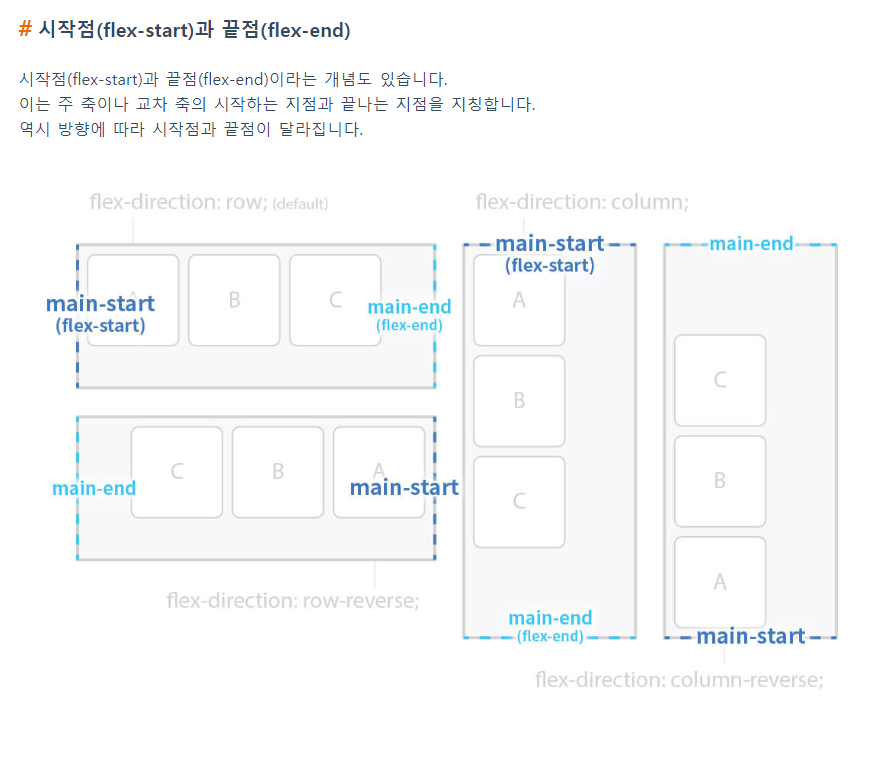 # 시작점(flex-start)과 끝점(flex-end)
시작점(flex-start)과 끝점(flex-end)이라는 개념도 있습니다.
이는 주 축이나 교차 축의 시작하는 지점과 끝나는 지점을 지칭합니다.
역시 방향에 따라 시작점과 끝점이 달라집니다.
flex-direction: row; (default)
main-start
(flex-start)
A
B
C
main-end
(flex-end)
main-end
C
B
A
main-start
flex-direction: row-reverse;
flex-direction: column;
main-start
(flex-start)
A
B
C
main-end
(flex-end)
main-end
C
B
A
main-start
flex-direction: column-reverse;